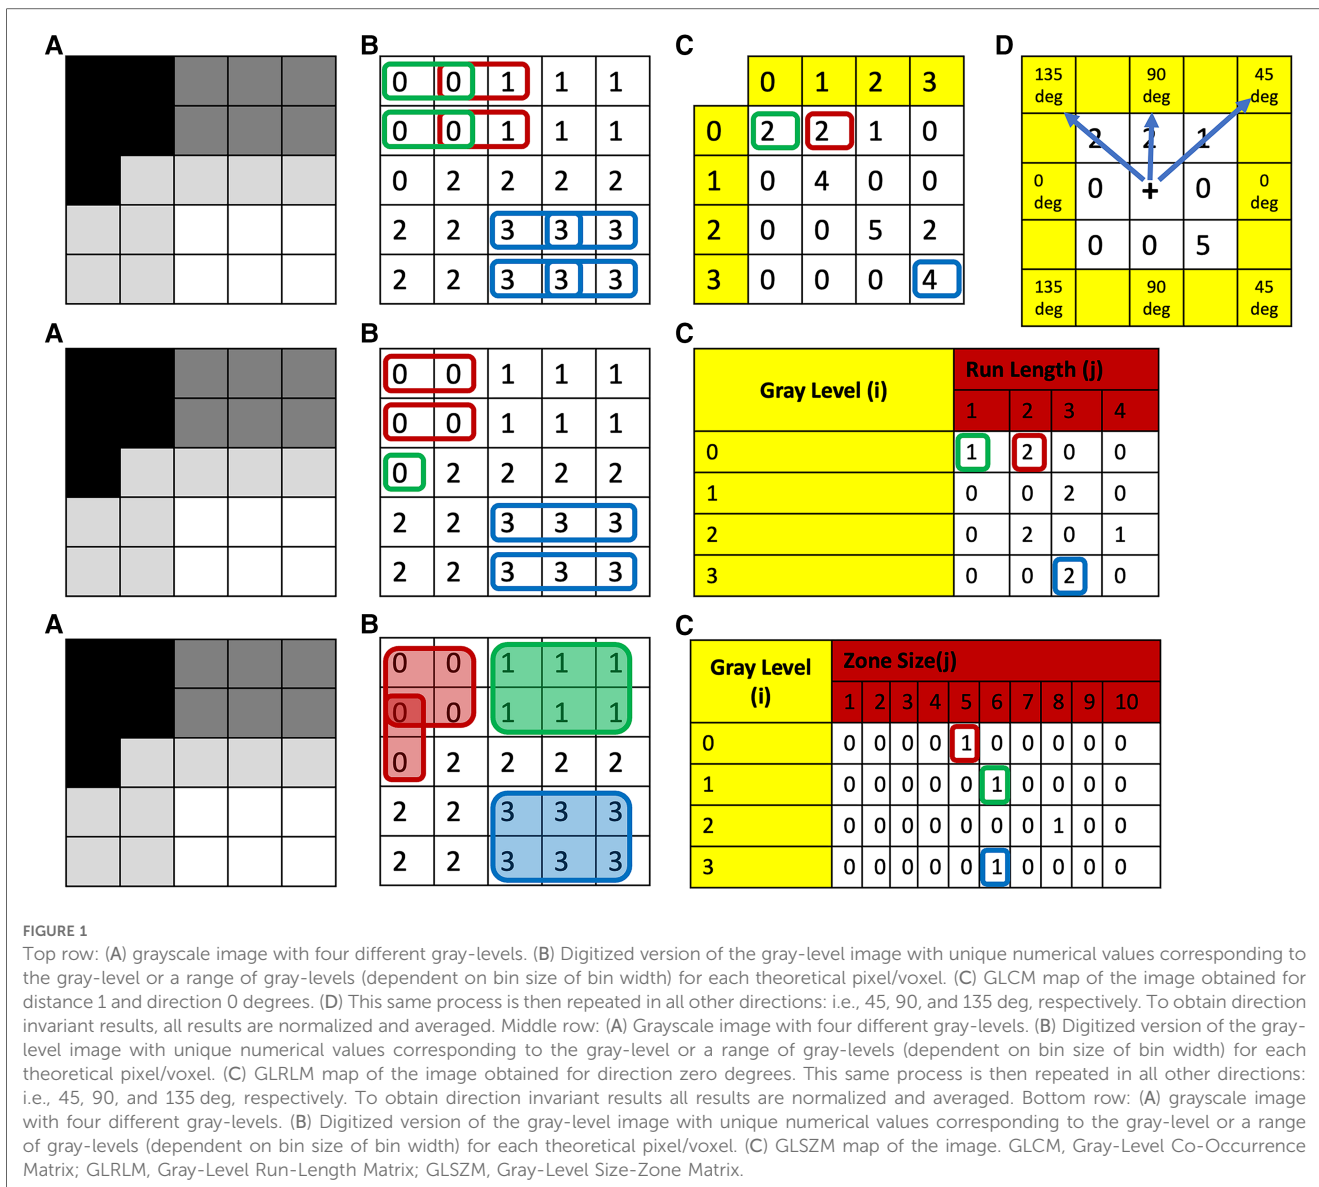 A
B
C
D
0 0 1 1 1
0 0 1 1 1
0 2 2 2 2
2 2 3 3 3
2 2 3 3 3
0 1 2 3
0 2 2 1 0
1 0 4 0 0
2 0 0 5 2
3 0 0 0 4
135 deg 90 deg 45 deg
2 2 1
0 deg 0 + 0 0 deg
0 0 5
135 deg 90 deg 45 deg
A
B
C
0 0 1 1 1
0 0 1 1 1
0 2 2 2 2
2 2 3 3 3
2 2 3 3 3
Gray Level (i) Run Length (j)
1 2 3 4
0 1 2 0 0
1 0 0 2 0
2 0 2 0 1
3 0 0 2 0
A
B
C
0 0 1 1 1
0 0 1 1 1
0 2 2 2 2
2 2 3 3 3
2 2 3 3 3
Gray Level (i) Zone Size(j)
1 2 3 4 5 6 7 8 9 10
0 0 0 0 0 1 0 0 0 0 0
1 0 0 0 0 0 1 0 0 0 0
2 0 0 0 0 0 0 0 1 0 0
3 0 0 0 0 0 1 0 0 0 0
FIGURE 1
Top row: (A) grayscale image with four different gray-levels. (B) Digitized version of the gray-level image with unique numerical values corresponding to
the gray-level or a range of gray-levels (dependent on bin size of bin width) for each theoretical pixel/voxel. (C) GLCM map of the image obtained for
distance 1 and direction 0 degrees. (D) This same process is then repeated in all other directions: i.e., 45, 90, and 135 deg, respectively. To obtain direction
invariant results, all results are normalized and averaged. Middle row: (A) Grayscale image with four different gray-levels. (B) Digitized version of the gray-
level image with unique numerical values corresponding to the gray-level or a range of gray-levels (dependent on bin size of bin width) for each
theoretical pixel/voxel. (C) GLRLM map of the image obtained for direction zero degrees. This same process is then repeated in all other directions:
i.e., 45, 90, and 135 deg, respectively. To obtain direction invariant results all results are normalized and averaged. Bottom row: (A) grayscale image
with four different gray-levels. (B) Digitized version of the gray-level image with unique numerical values corresponding to the gray-level or a range
of gray-levels (dependent on bin size of bin width) for each theoretical pixel/voxel. (C) GLSZM map of the image. GLCM, Gray-Level Co-Occurrence
Matrix; GLRLM, Gray-Level Run-Length Matrix; GLSZM, Gray-Level Size-Zone Matrix.